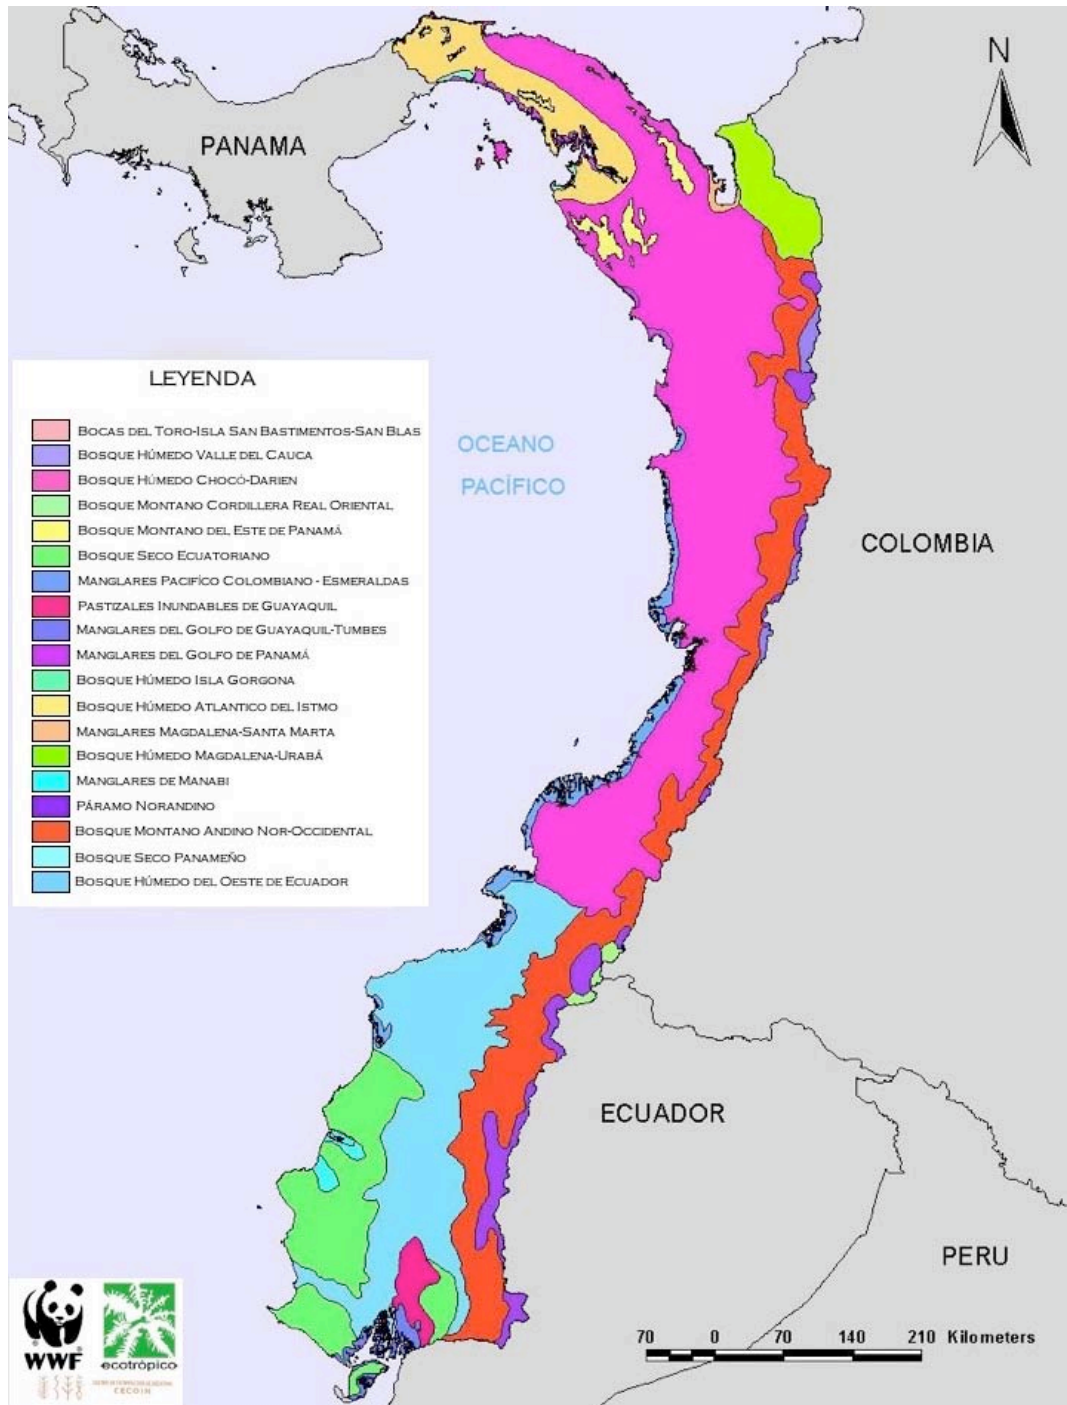 N
PANAMA
LEYENDA
BOCAS DEL TORO-ISLA SAN BASTIMENTOS-SAN BLAS
BOSQUE HÚMEDO VALLE DEL CAUCA
BOSQUE HÚMEDO CHOCÓ-DARIEN
BOSQUE MONTANO CORDILLERA REAL ORIENTAL
BOSQUE MONTANO DEL ESTE DE PANAMÁ
BOSQUE SECO ECUATORIANO
MANGLARES PACIFÍCO COLOMBIANO - ESMERALDAS
PASTIZALES INUNDABLES DE GUAYAQUIL
MANGLARES DEL GOLFO DE GUAYAQUIL-TUMBES
MANGLARES DEL GOLFO DE PANAMÁ
BOSQUE HÚMEDO ISLA GORGONA
BOSQUE HÚMEDO ATLANTICO DEL ISTMO
MANGLARES MAGDALENA-SANTA MARTA
BOSQUE HÚMEDO MAGDALENA-URABÁ
MANGLARES DE MANABI
PÁRAMO NORANDINO
BOSQUE MONTANO ANDINO NOR-OCCIDENTAL
BOSQUE SECO PANAMEÑO
BOSQUE HÚMEDO DEL OESTE DE ECUADOR
OCEANO
PACÍFICO
COLOMBIA
ECUADOR
PERU
70 0 70 140 210 Kilometers
WWF
ecotrópico
CECOIN